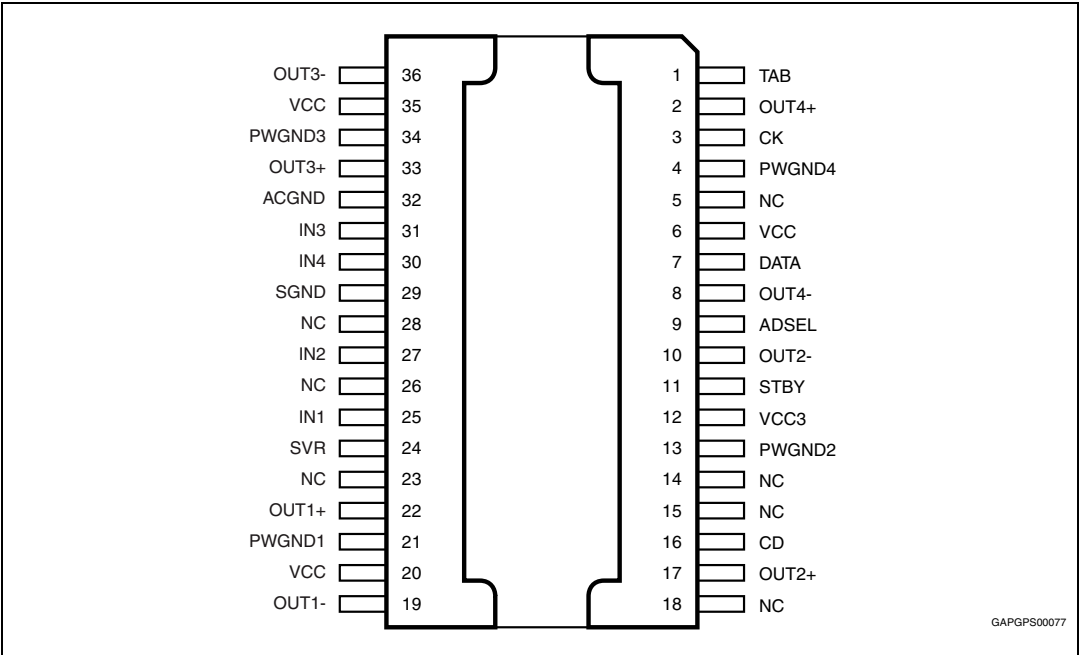 OUT3- 36 1 TAB
VCC 35 2 OUT4+
PWGND3 34 3 CK
OUT3+ 33 4 PWGND4
ACGND 32 5 NC
IN3 31 6 VCC
IN4 30 7 DATA
SGND 29 8 OUT4-
NC 28 9 ADSEL
IN2 27 10 OUT2-
NC 26 11 STBY
IN1 25 12 VCC3
SVR 24 13 PWGND2
NC 23 14 NC
OUT1+ 22 15 NC
PWGND1 21 16 CD
VCC 20 17 OUT2+
OUT1- 19 18 NC
GAPGPS00077